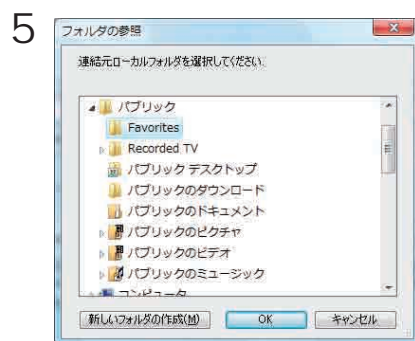 5
フォルダの参照
連結元ローカルフォルダを選択してください.
パブリック
Favorites
Recorded TV
パブリック デスクトップ
パブリックのダウンロード
パブリックのドキュメント
パブリックのピクチャ
パブリックのビデオ
パブリックのミュージック
コンピュータ
新しいフォルダの作成(M)
OK
キャンセル